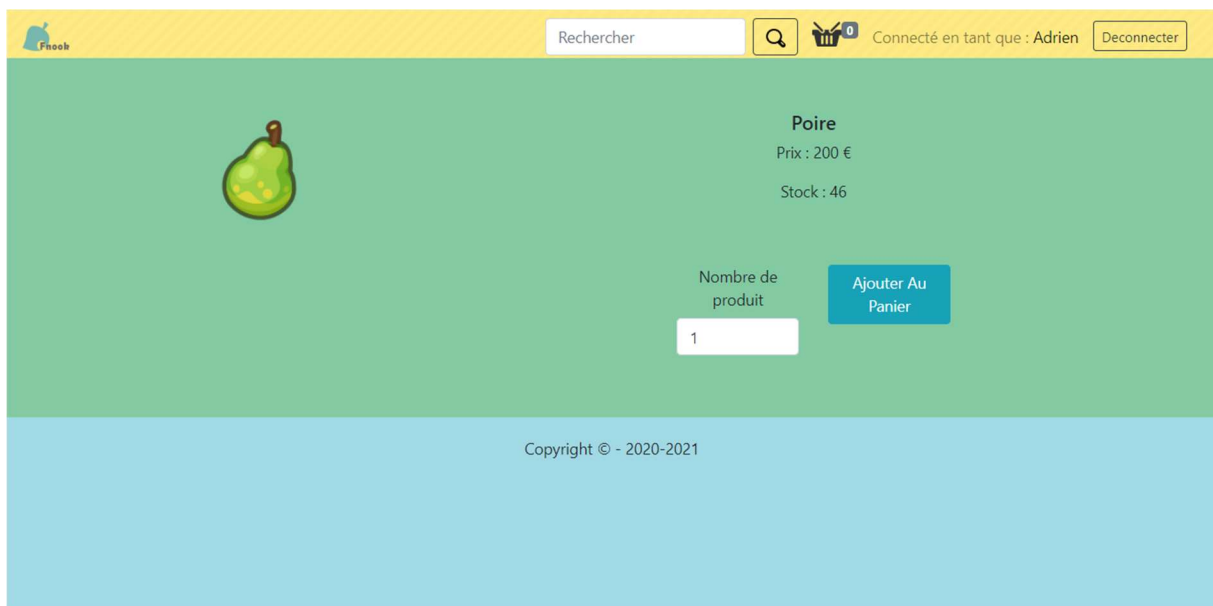 Fnook
Rechercher
0
Connecté en tant que : Adrien
Deconnecter
Poire
Prix : 200 €
Stock : 46
Nombre de
produit
Ajouter Au
Panier
1
Copyright © - 2020-2021